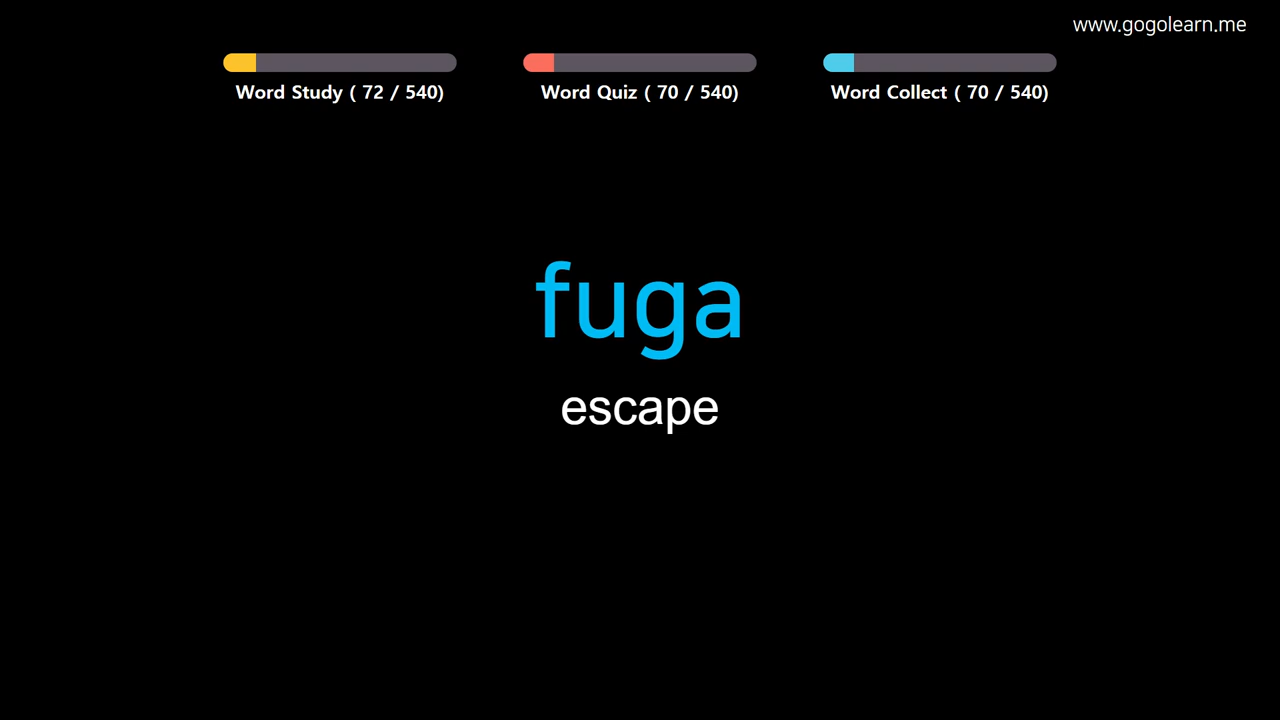 www.gogolearn.me
Word Study ( 72 / 540)
Word Quiz ( 70 / 540)
Word Collect ( 70 / 540)
fuga
escape